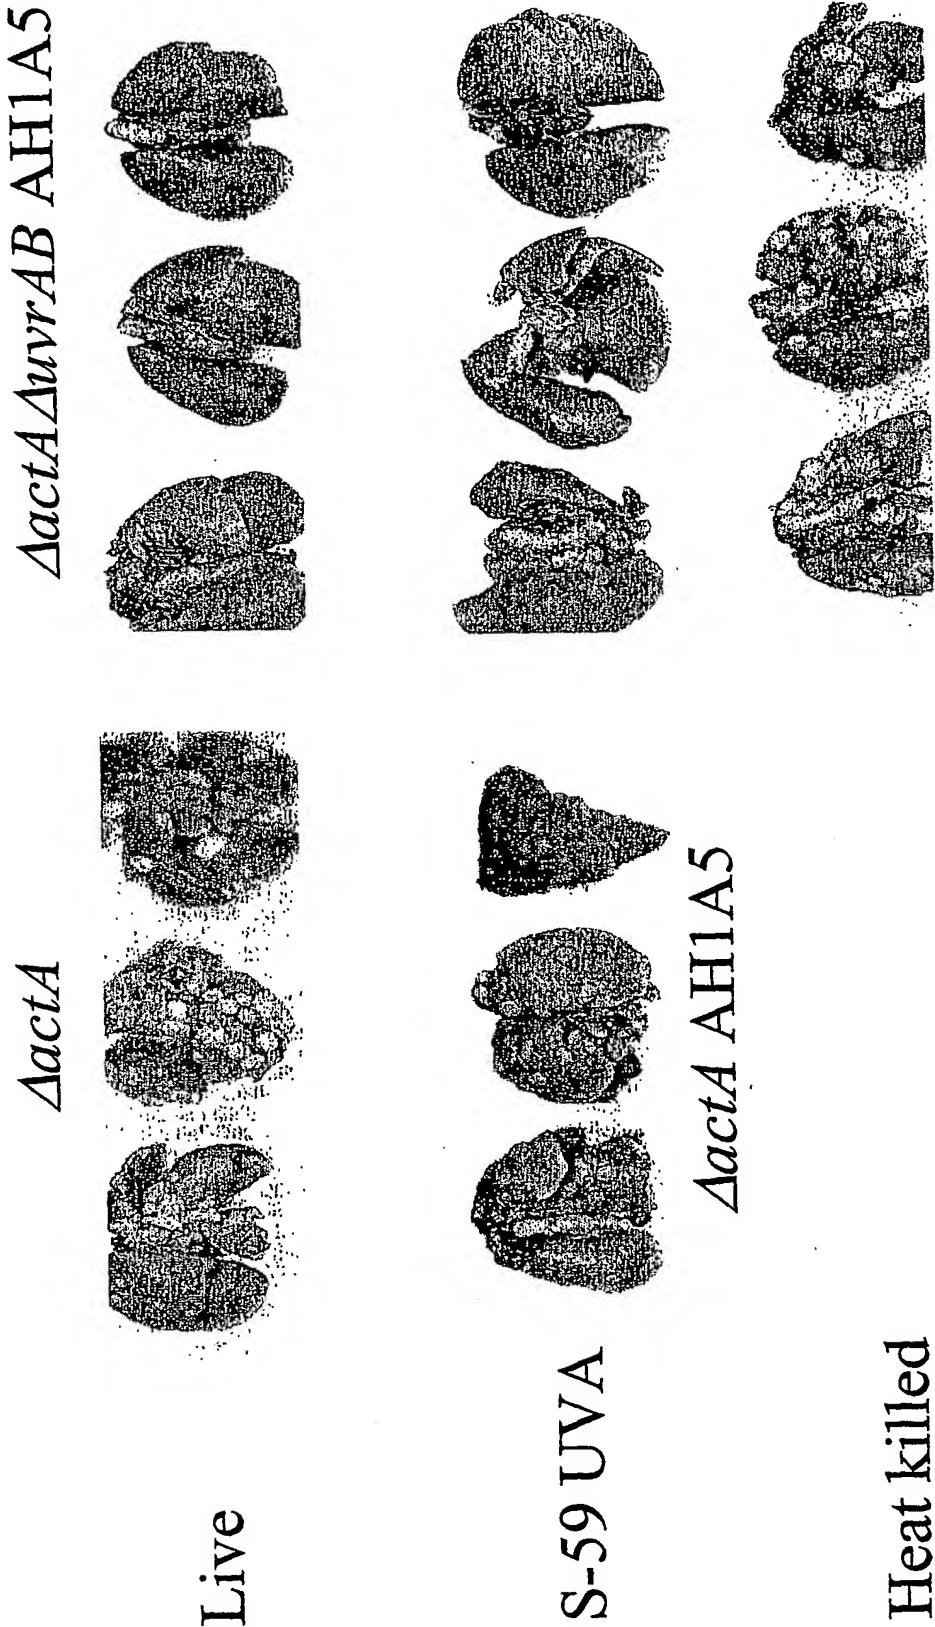 ΔactA
ΔactAΔuvrAB AH1A5
Live
S-59 UVA
ΔactA AH1A5
Heat killed